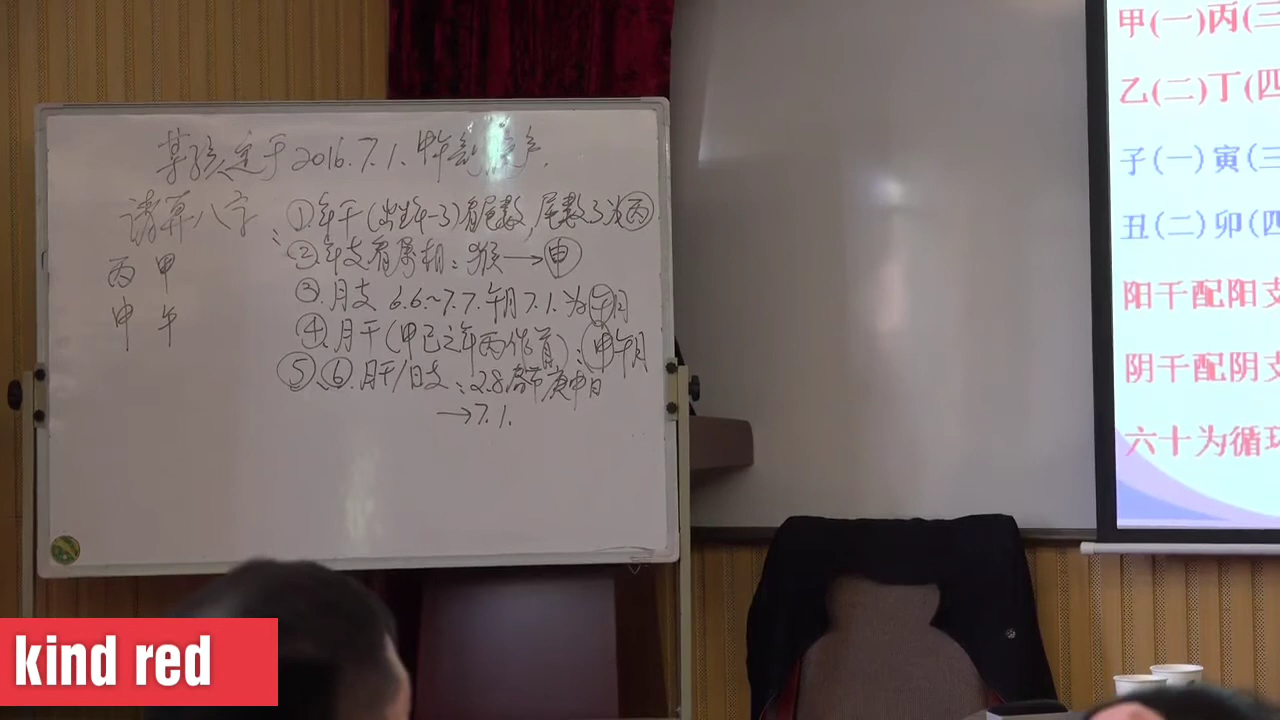 某孩生于2016.7.1.甲午
请算八字:
①年干(出生年-3)看尾数,尾数3为丙
②年支看属相:猴→申
③月支 6.6~7.7.午月 7.1.为午月
④月干(甲己之年丙作首):甲午月
⑤、⑥.日干/日支:2.8春节庚申日
→7.1.
丙 甲
申 午
甲(一)丙(三
乙(二)丁(四
子(一)寅(三
丑(二)卯(四
阳干配阳支
阴干配阴支
六十为循环
kind red